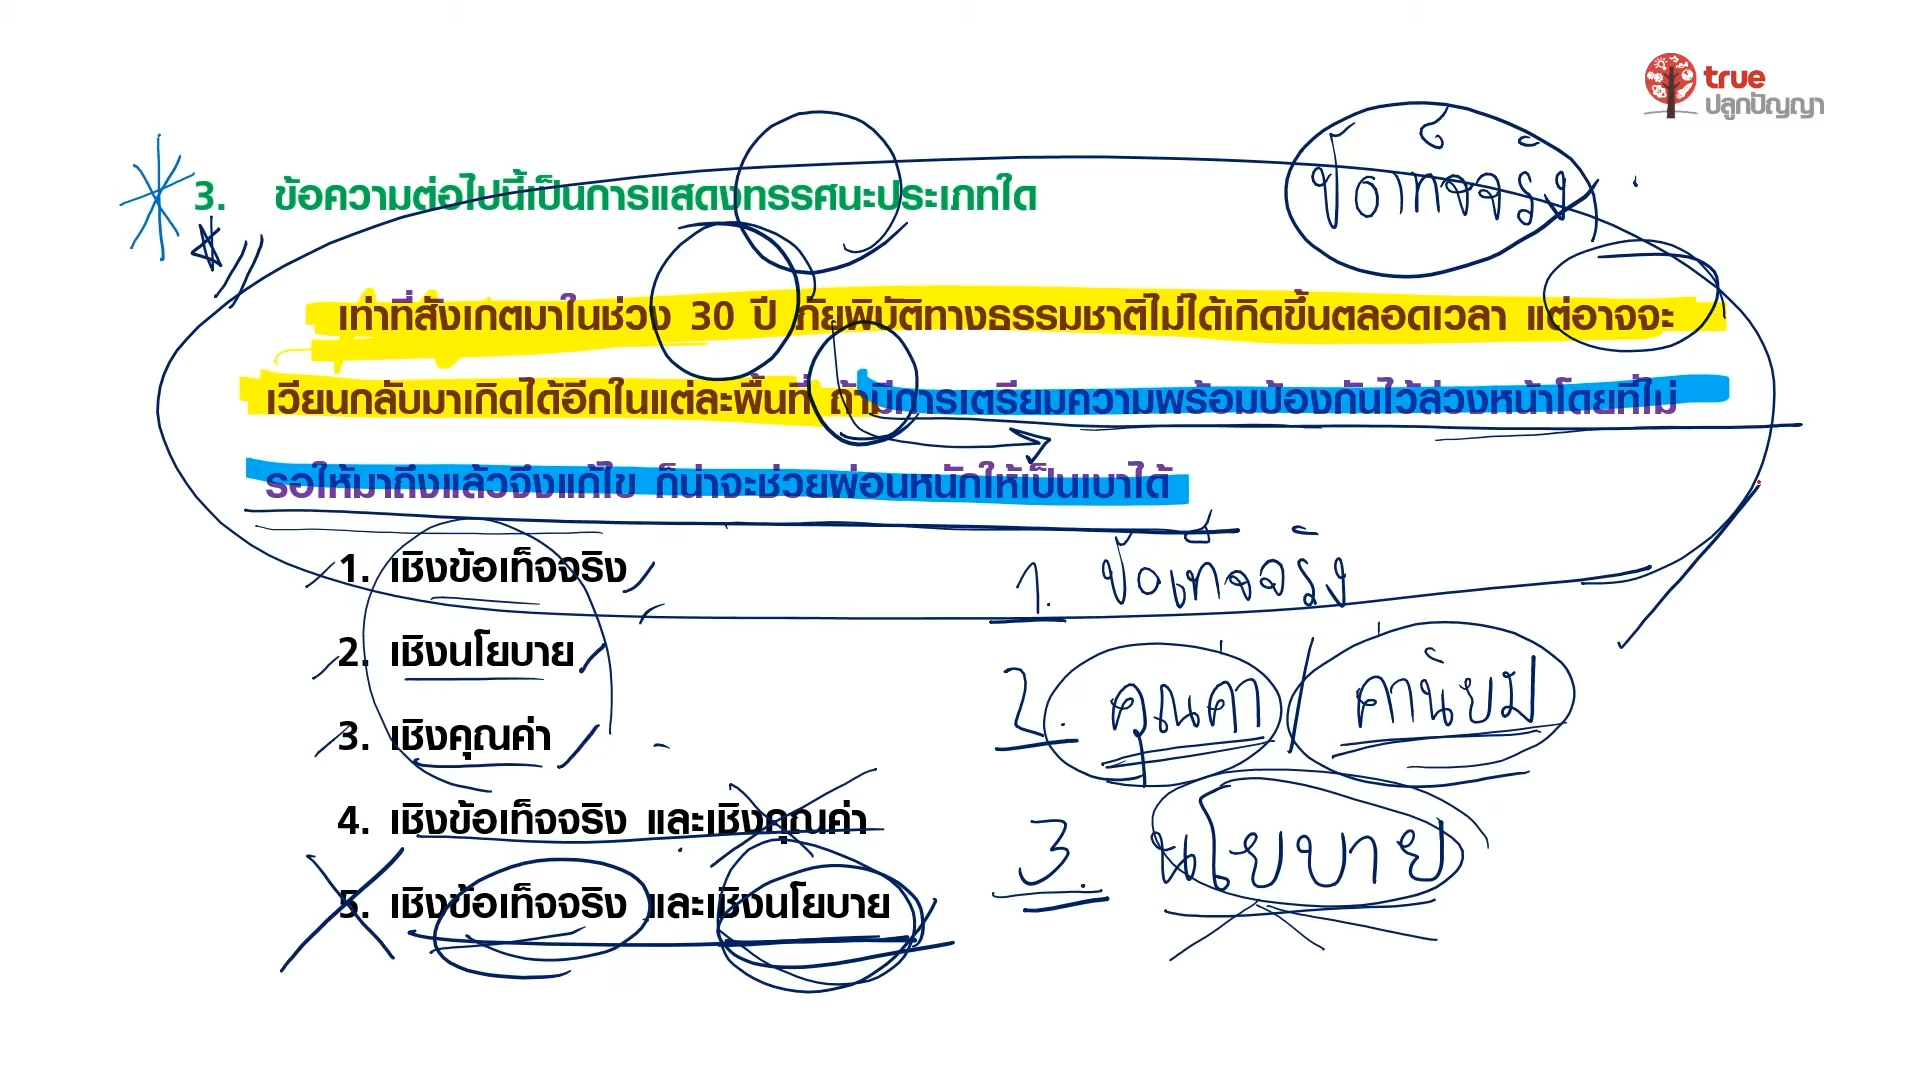 true
ปลูกปัญญา
ข้อเท็จจริง
3. ข้อความต่อไปนี้เป็นการแสดงทรรศนะประเภทใด
เท่าที่สังเกตมาในช่วง 30 ปี ภัยพิบัติทางธรรมชาติไม่ได้เกิดขึ้นตลอดเวลา แต่อาจจะ
เวียนกลับมาเกิดได้อีกในแต่ละพื้นที่ ถ้ามีการเตรียมความพร้อมป้องกันไว้ล่วงหน้าโดยที่ไม่
รอให้มาถึงแล้วจึงแก้ไข ก็น่าจะช่วยผ่อนหนักให้เป็นเบาได้
1. เชิงข้อเท็จจริง
2. เชิงนโยบาย
3. เชิงคุณค่า
4. เชิงข้อเท็จจริง และเชิงคุณค่า
5. เชิงข้อเท็จจริง และเชิงนโยบาย
1. ข้อเท็จจริง
2. คุณค่า / ค่านิยม
3. นโยบาย